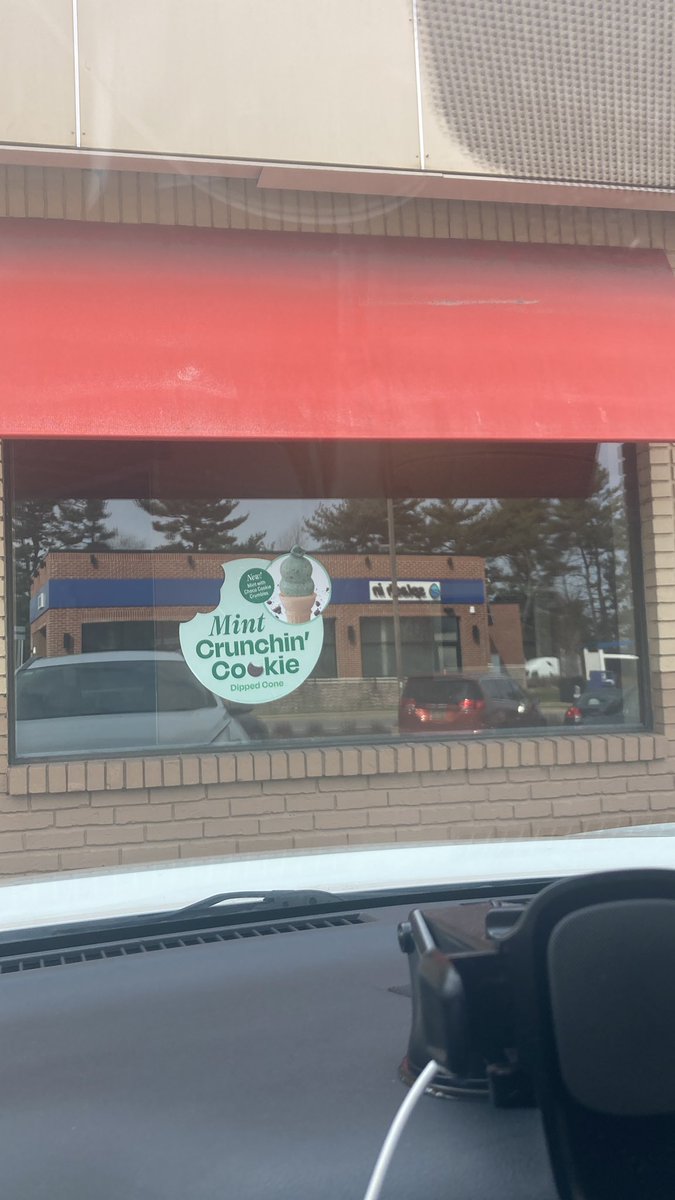 New!
Mint with
Choco Cookie
Crumbles
Mint
Crunchin'
Cookie
Dipped Cone